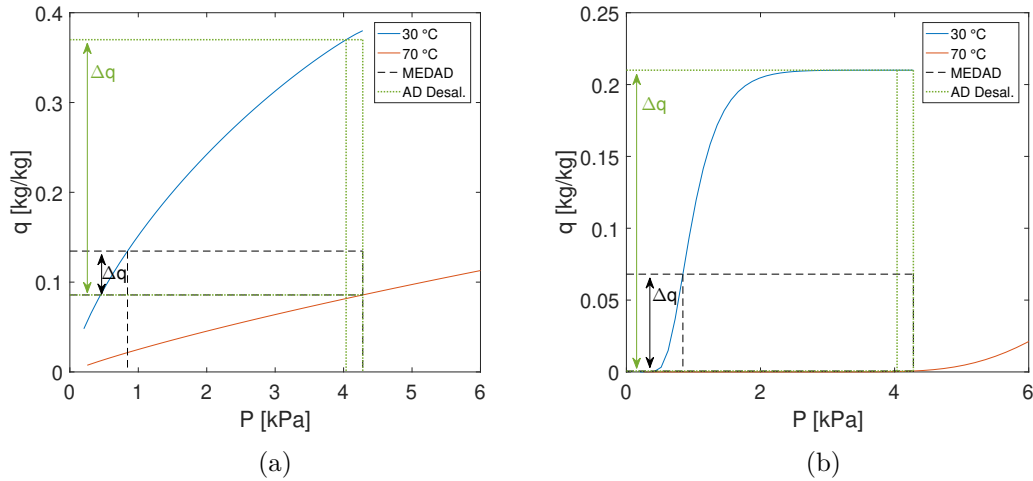 0.4
0.3
0.2
0.1
0
q [kg/kg]
Δq
Δq
30 °C
70 °C
MEDAD
AD Desal.
0 1 2 3 4 5 6
P [kPa]
(a)
0.25
0.2
0.15
0.1
0.05
0
q [kg/kg]
Δq
Δq
30 °C
70 °C
MEDAD
AD Desal.
0 2 4 6
P [kPa]
(b)